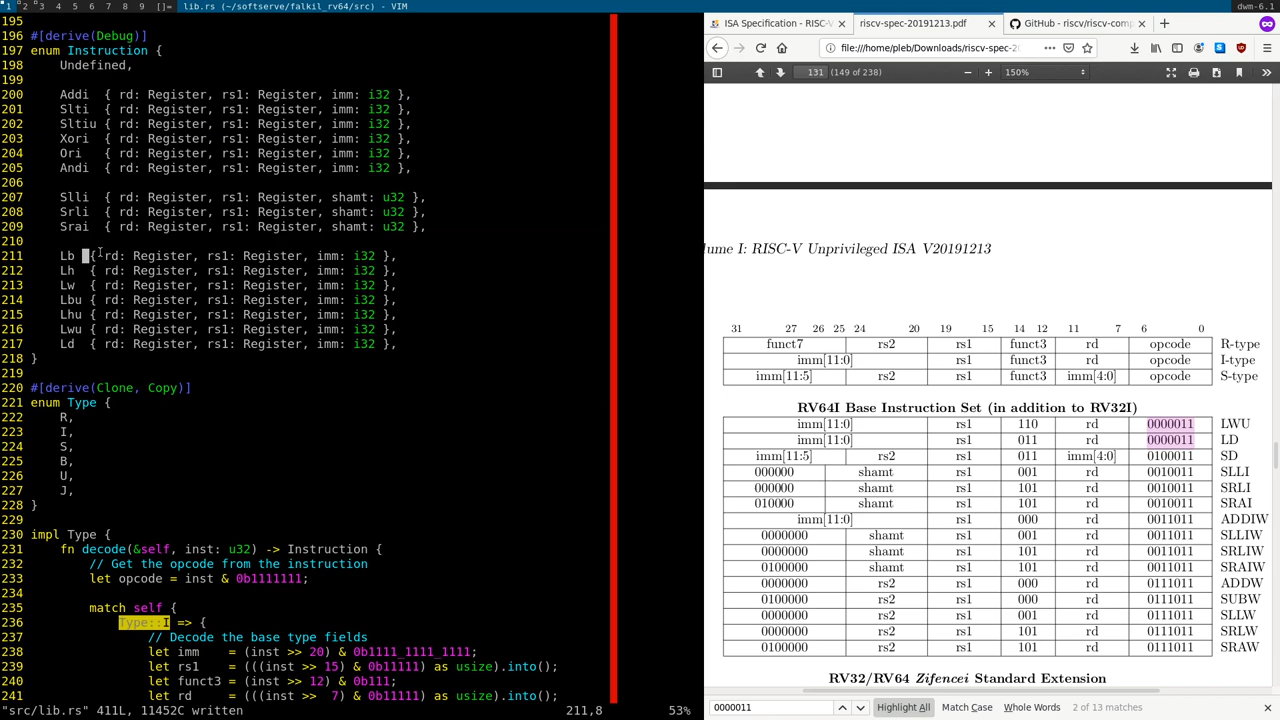 1 2 3 4 5 6 7 8 9 []= lib.rs (~/softserve/falkil_rv64/src) - VIM dwm-6.1
195
196 #[derive(Debug)]
197 enum Instruction {
198     Undefined,
199
200     Addi  { rd: Register, rs1: Register, imm: i32 },
201     Slti  { rd: Register, rs1: Register, imm: i32 },
202     Sltiu { rd: Register, rs1: Register, imm: i32 },
203     Xori  { rd: Register, rs1: Register, imm: i32 },
204     Ori   { rd: Register, rs1: Register, imm: i32 },
205     Andi  { rd: Register, rs1: Register, imm: i32 },
206
207     Slli  { rd: Register, rs1: Register, shamt: u32 },
208     Srli  { rd: Register, rs1: Register, shamt: u32 },
209     Srai  { rd: Register, rs1: Register, shamt: u32 },
210
211     Lb  { rd: Register, rs1: Register, imm: i32 },
212     Lh  { rd: Register, rs1: Register, imm: i32 },
213     Lw  { rd: Register, rs1: Register, imm: i32 },
214     Lbu { rd: Register, rs1: Register, imm: i32 },
215     Lhu { rd: Register, rs1: Register, imm: i32 },
216     Lwu { rd: Register, rs1: Register, imm: i32 },
217     Ld  { rd: Register, rs1: Register, imm: i32 },
218 }
219
220 #[derive(Clone, Copy)]
221 enum Type {
222     R,
223     I,
224     S,
225     B,
226     U,
227     J,
228 }
229
230 impl Type {
231     fn decode(&self, inst: u32) -> Instruction {
232         // Get the opcode from the instruction
233         let opcode = inst & 0b1111111;
234
235         match self {
236             Type::I => {
237                 // Decode the base type fields
238                 let imm    = (inst >> 20) & 0b1111_1111_1111;
239                 let rs1    = (((inst >> 15) & 0b11111) as usize).into();
240                 let funct3 = (inst >> 12) & 0b111;
241                 let rd     = (((inst >>  7) & 0b11111) as usize).into();
"src/lib.rs" 411L, 11452C written 211,8 53%
ISA Specification - RISC-V riscv-spec-20191213.pdf GitHub - riscv/riscv-comp
file:///home/pleb/Downloads/riscv-spec-20
131 (149 of 238) 150%
lume I: RISC-V Unprivileged ISA V20191213
31 27 26 25 24 20 19 15 14 12 11 7 6 0
funct7 rs2 rs1 funct3 rd opcode R-type
imm[11:0] rs1 funct3 rd opcode I-type
imm[11:5] rs2 rs1 funct3 imm[4:0] opcode S-type
RV64I Base Instruction Set (in addition to RV32I)
imm[11:0] rs1 110 rd 0000011 LWU
imm[11:0] rs1 011 rd 0000011 LD
imm[11:5] rs2 rs1 011 imm[4:0] 0100011 SD
000000 shamt rs1 001 rd 0010011 SLLI
000000 shamt rs1 101 rd 0010011 SRLI
010000 shamt rs1 101 rd 0010011 SRAI
imm[11:0] rs1 000 rd 0011011 ADDIW
0000000 shamt rs1 001 rd 0011011 SLLIW
0000000 shamt rs1 101 rd 0011011 SRLIW
0100000 shamt rs1 101 rd 0011011 SRAIW
0000000 rs2 rs1 000 rd 0111011 ADDW
0100000 rs2 rs1 000 rd 0111011 SUBW
0000000 rs2 rs1 001 rd 0111011 SLLW
0000000 rs2 rs1 101 rd 0111011 SRLW
0100000 rs2 rs1 101 rd 0111011 SRAW
RV32/RV64 Zifencei Standard Extension
0000011 Highlight All Match Case Whole Words 2 of 13 matches